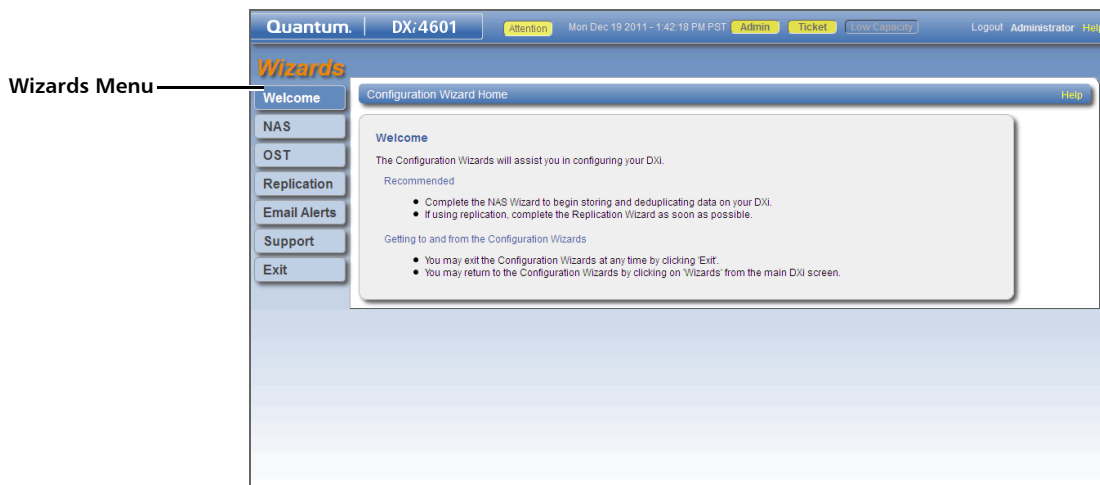 Quantum. DXi4601 Attention Mon Dec 19 2011 - 1:42:18 PM PST Admin Ticket Low Capacity Logout Administrator Help
Wizards
Wizards Menu
Welcome
Configuration Wizard Home Help
NAS
OST
Replication
Email Alerts
Support
Exit
Welcome
The Configuration Wizards will assist you in configuring your DXi.
Recommended
● Complete the NAS Wizard to begin storing and deduplicating data on your DXi.
● If using replication, complete the Replication Wizard as soon as possible.
Getting to and from the Configuration Wizards
● You may exit the Configuration Wizards at any time by clicking 'Exit'.
● You may return to the Configuration Wizards by clicking on 'Wizards' from the main DXi screen.